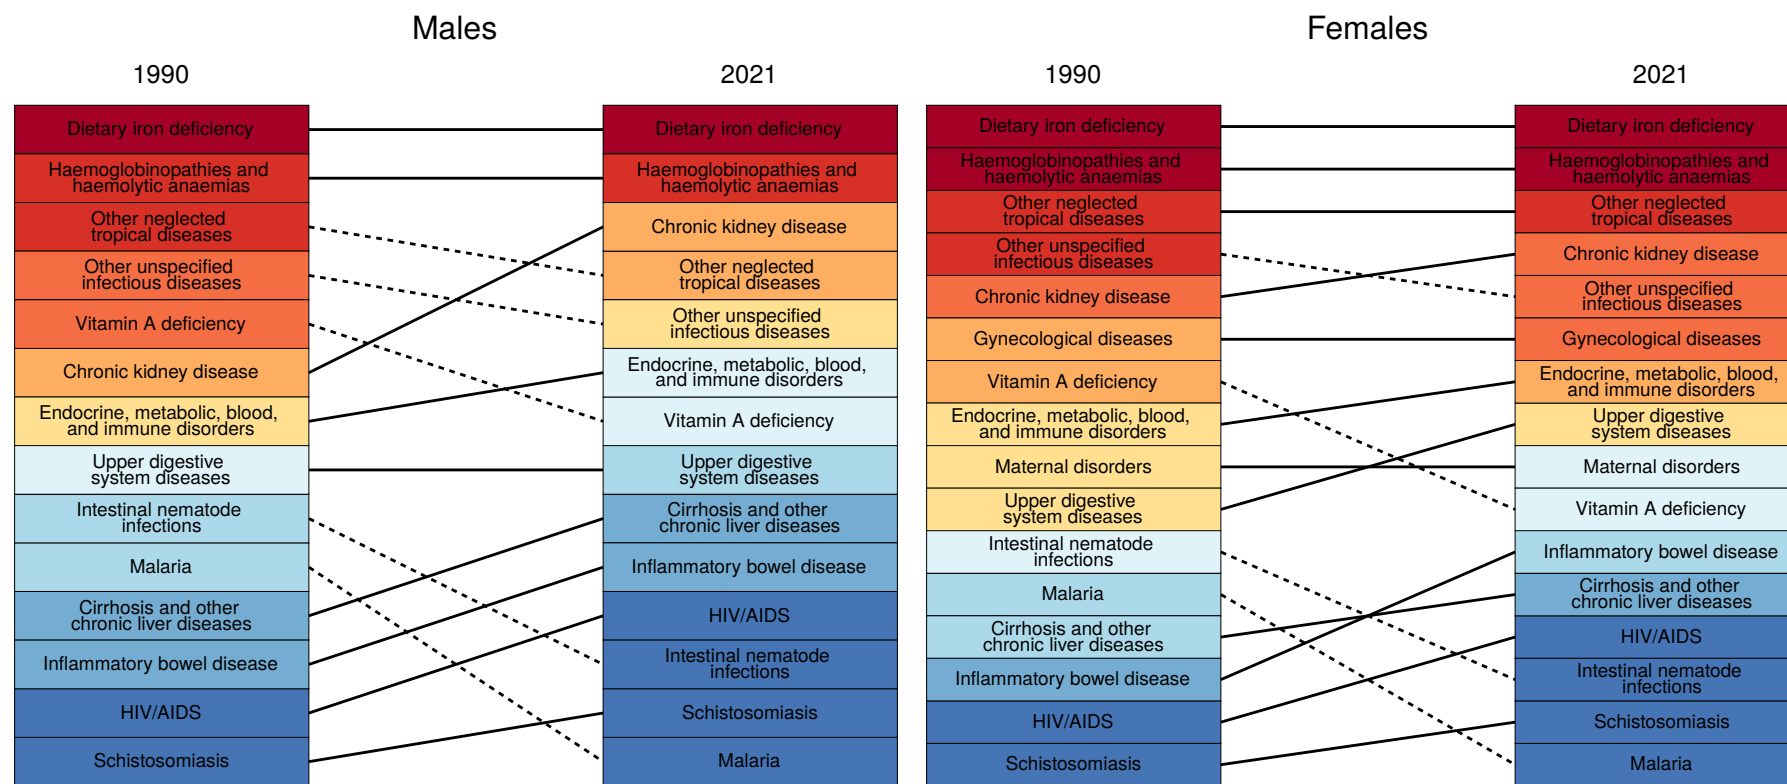 Males
1990
2021
Dietary iron deficiency
Haemoglobinopathies and
haemolytic anaemias
Other neglected
tropical diseases
Other unspecified
infectious diseases
Vitamin A deficiency
Chronic kidney disease
Endocrine, metabolic, blood,
and immune disorders
Upper digestive
system diseases
Intestinal nematode
infections
Malaria
Cirrhosis and other
chronic liver diseases
Inflammatory bowel disease
HIV/AIDS
Schistosomiasis
Dietary iron deficiency
Haemoglobinopathies and
haemolytic anaemias
Chronic kidney disease
Other neglected
tropical diseases
Other unspecified
infectious diseases
Endocrine, metabolic, blood,
and immune disorders
Vitamin A deficiency
Upper digestive
system diseases
Cirrhosis and other
chronic liver diseases
Inflammatory bowel disease
HIV/AIDS
Intestinal nematode
infections
Schistosomiasis
Malaria
Females
1990
2021
Dietary iron deficiency
Haemoglobinopathies and
haemolytic anaemias
Other neglected
tropical diseases
Other unspecified
infectious diseases
Chronic kidney disease
Gynecological diseases
Vitamin A deficiency
Endocrine, metabolic, blood,
and immune disorders
Maternal disorders
Upper digestive
system diseases
Intestinal nematode
infections
Malaria
Cirrhosis and other
chronic liver diseases
Inflammatory bowel disease
HIV/AIDS
Schistosomiasis
Dietary iron deficiency
Haemoglobinopathies and
haemolytic anaemias
Other neglected
tropical diseases
Chronic kidney disease
Other unspecified
infectious diseases
Gynecological diseases
Endocrine, metabolic, blood,
and immune disorders
Upper digestive
system diseases
Maternal disorders
Vitamin A deficiency
Inflammatory bowel disease
Cirrhosis and other
chronic liver diseases
HIV/AIDS
Intestinal nematode
infections
Schistosomiasis
Malaria